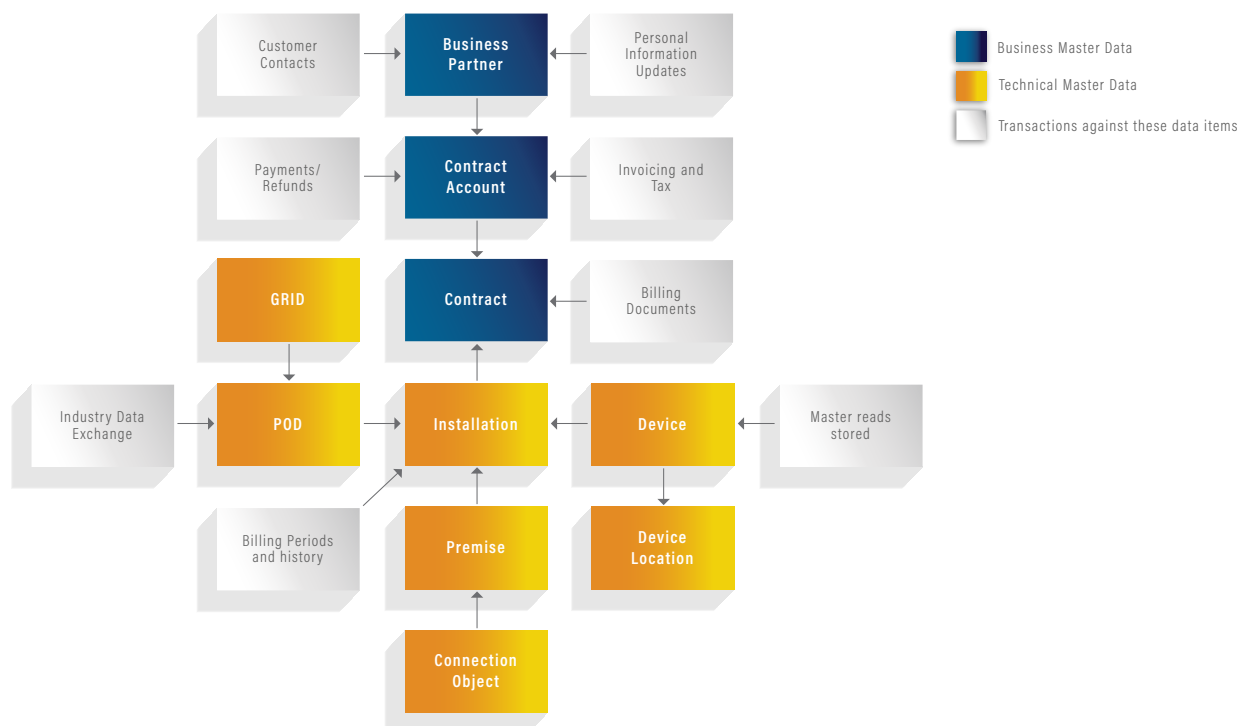 Customer
Contacts
Business
Partner
Personal
Information
Updates
Business Master Data
Technical Master Data
Transactions against these data items
Payments/
Refunds
Contract
Account
Invoicing and
Tax
GRID
Contract
Billing
Documents
Industry Data
Exchange
POD
Installation
Device
Master reads
stored
Billing Periods
and history
Premise
Device
Location
Connection
Object